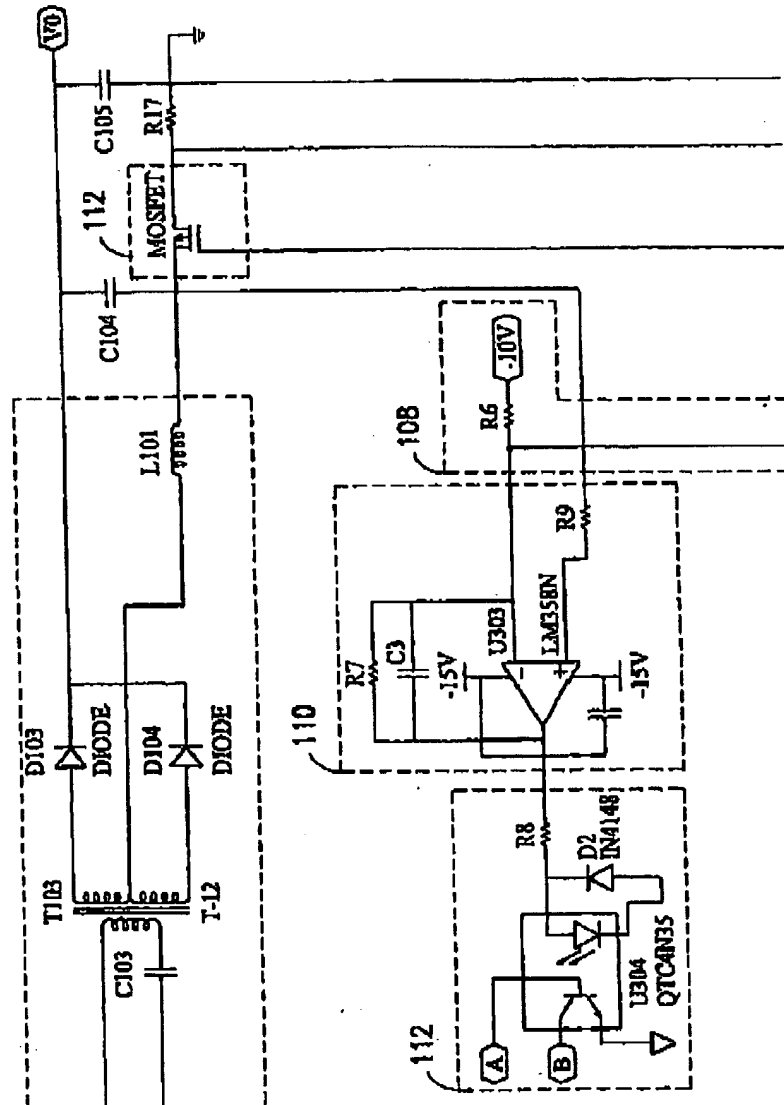 V0
C105
R17
112
MOSFET
C104
-10V
108
R6
L101
R9
U303
LM358N
R7
C3
-15V
-15V
110
D103
DIODE
D104
DIODE
T103
T-12
C103
R8
D2
IN4148
U304
QTC4N35
A
B
112